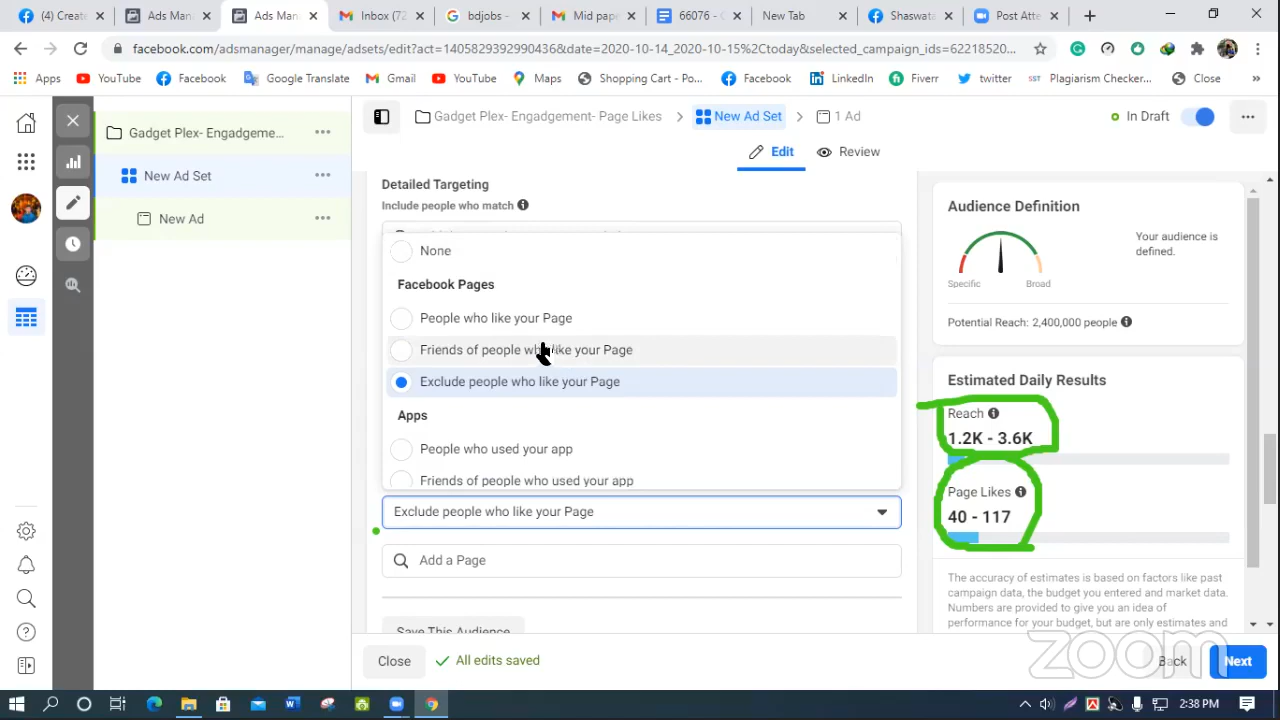 (4) Create
Ads Man
Ads Man
Inbox (72
bdjobs -
Mid pap
66076 - (
New Tab
Shaswata
Post Atte
facebook.com/adsmanager/manage/adsets/edit?act=1405829392990436&date=2020-10-14_2020-10-15%2Ctoday&selected_campaign_ids=62218520...
Apps
YouTube
Facebook
Google Translate
Gmail
YouTube
Maps
Shopping Cart - Po...
Facebook
LinkedIn
Fiverr
twitter
Plagiarism Checker...
Close
»
Gadget Plex- Engadgeme...
New Ad Set
New Ad
Gadget Plex- Engadgement- Page Likes
New Ad Set
1 Ad
In Draft
Edit
Review
Detailed Targeting
Include people who match
None
Facebook Pages
People who like your Page
Friends of people who like your Page
Exclude people who like your Page
Apps
People who used your app
Friends of people who used your app
Exclude people who like your Page
Add a Page
Save This Audience
Close
All edits saved
Back
Next
Audience Definition
Your audience is
defined.
Specific
Broad
Potential Reach: 2,400,000 people
Estimated Daily Results
Reach
1.2K - 3.6K
Page Likes
40 - 117
The accuracy of estimates is based on factors like past
campaign data, the budget you entered and market data.
Numbers are provided to give you an idea of
performance for your budget, but are only estimates and
zoom
2:38 PM